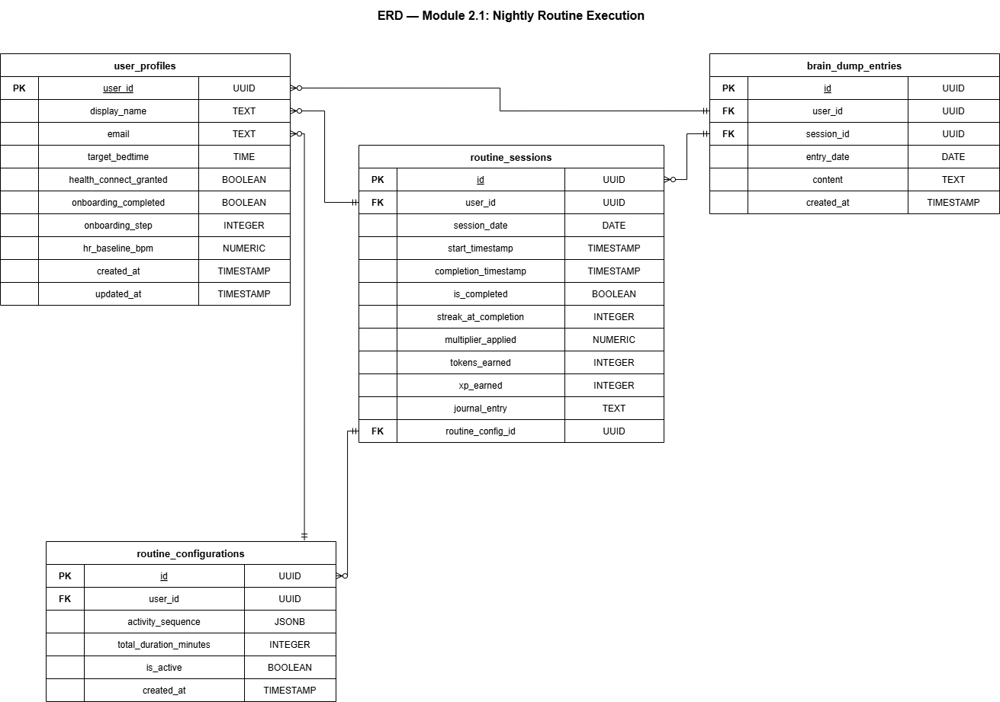 ERD — Module 2.1: Nightly Routine Execution
user_profiles
PK user_id UUID
display_name TEXT
email TEXT
target_bedtime TIME
health_connect_granted BOOLEAN
onboarding_completed BOOLEAN
onboarding_step INTEGER
hr_baseline_bpm NUMERIC
created_at TIMESTAMP
updated_at TIMESTAMP
brain_dump_entries
PK id UUID
FK user_id UUID
FK session_id UUID
entry_date DATE
content TEXT
created_at TIMESTAMP
routine_sessions
PK id UUID
FK user_id UUID
session_date DATE
start_timestamp TIMESTAMP
completion_timestamp TIMESTAMP
is_completed BOOLEAN
streak_at_completion INTEGER
multiplier_applied NUMERIC
tokens_earned INTEGER
xp_earned INTEGER
journal_entry TEXT
FK routine_config_id UUID
routine_configurations
PK id UUID
FK user_id UUID
activity_sequence JSONB
total_duration_minutes INTEGER
is_active BOOLEAN
created_at TIMESTAMP